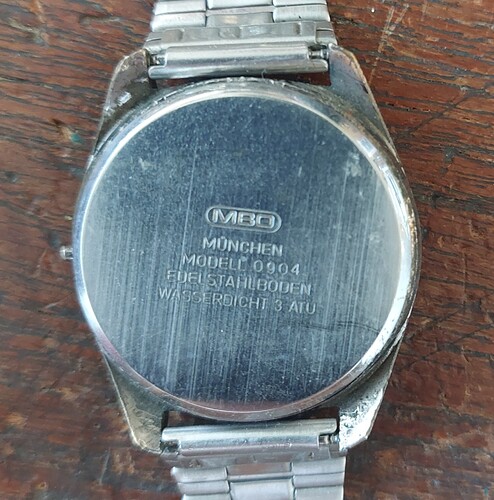 MBO
MÜNCHEN
MODELL 0904
EDELSTAHLBODEN
WASSERDICHT 3 ATÜ